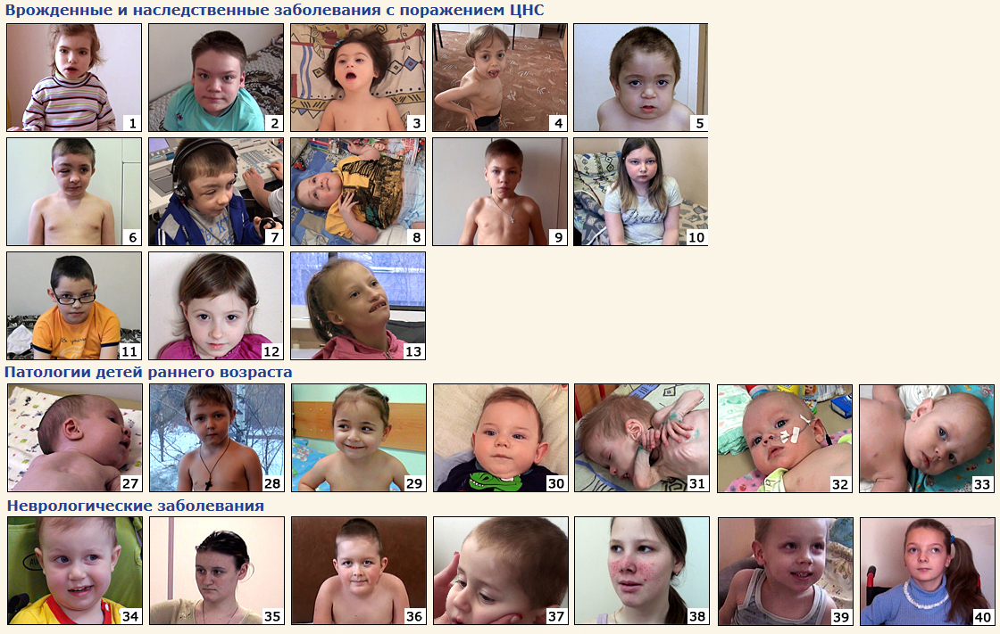 Врожденные и наследственные заболевания с поражением ЦНС
1 2 3 4 5
6 7 8 9 10
11 12 13
Патологии детей раннего возраста
27 28 29 30 31 32 33
Неврологические заболевания
34 35 36 37 38 39 40